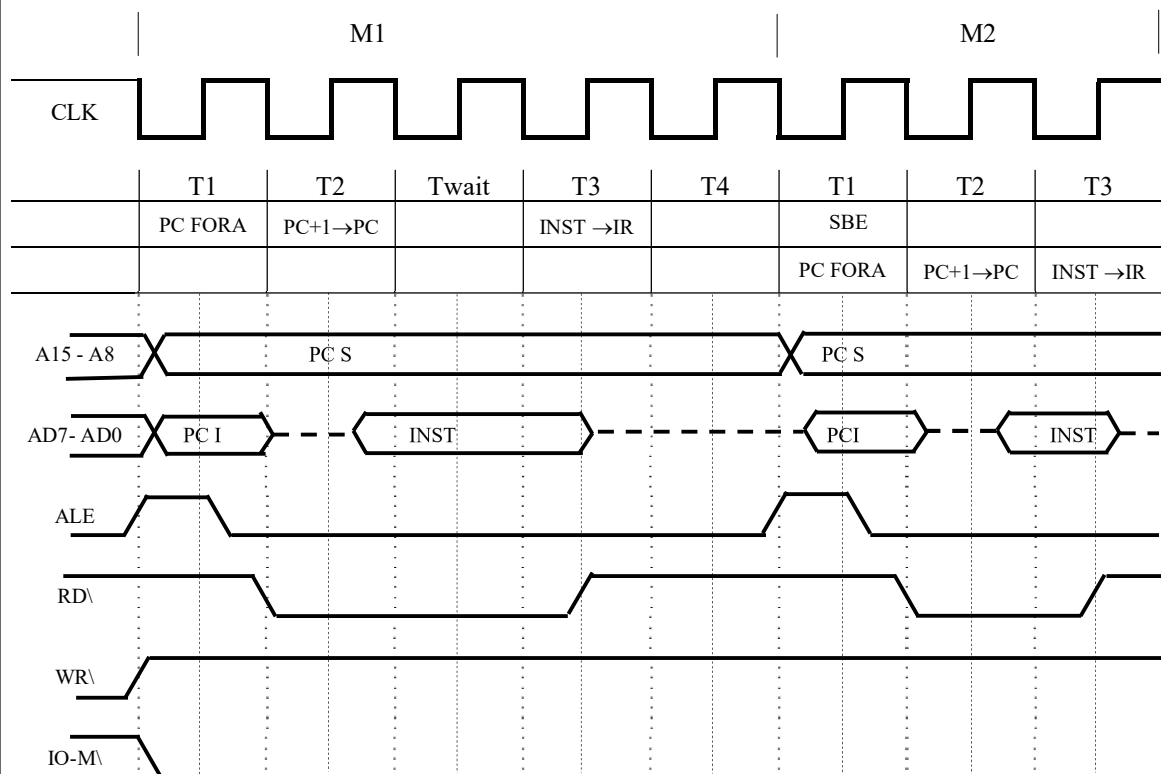 M1 M2
CLK
T1 T2 Twait T3 T4 T1 T2 T3
PC FORA PC+1→PC INST →IR SBE
PC FORA PC+1→PC INST →IR
A15 - A8 PC S PC S
AD7- AD0 PC I INST PCI INST
ALE
RD\
WR\
IO-M\